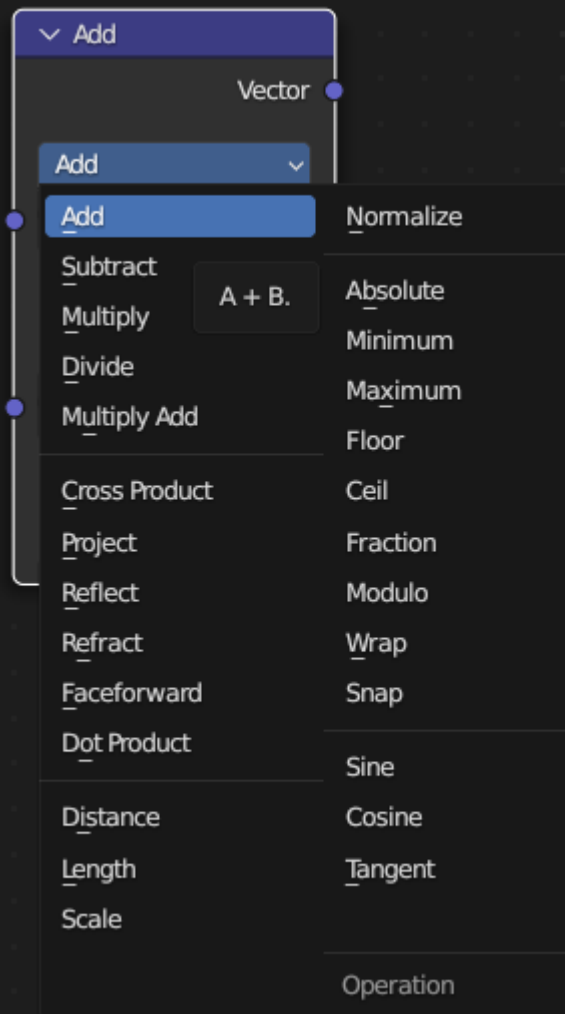 Add
Vector
Add
Add
Subtract
A + B.
Multiply
Divide
Multiply Add
Cross Product
Project
Reflect
Refract
Faceforward
Dot Product
Distance
Length
Scale
Normalize
Absolute
Minimum
Maximum
Floor
Ceil
Fraction
Modulo
Wrap
Snap
Sine
Cosine
Tangent
Operation